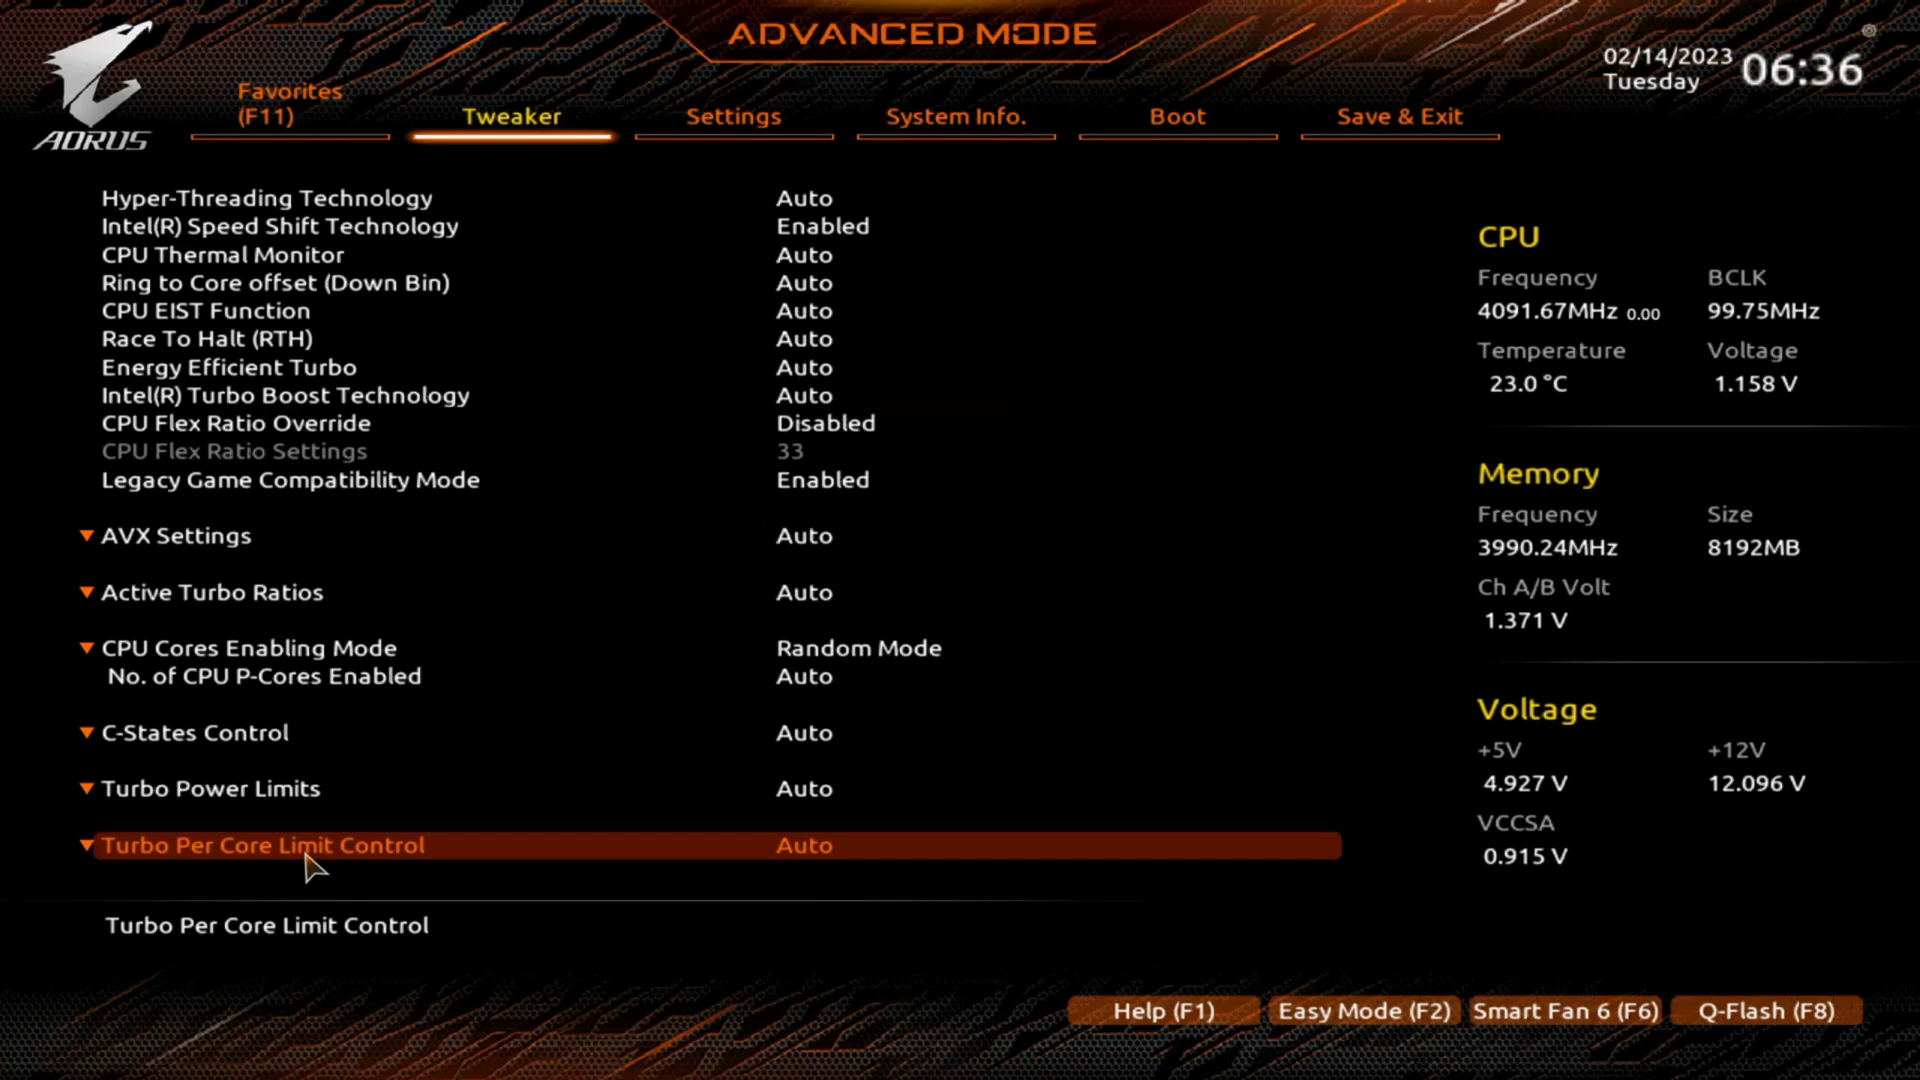 ADVANCED MODE
AORUS
Favorites
(F11)
Tweaker
Settings
System Info.
Boot
Save & Exit
02/14/2023
Tuesday
06:36
Hyper-Threading Technology Auto
Intel(R) Speed Shift Technology Enabled
CPU Thermal Monitor Auto
Ring to Core offset (Down Bin) Auto
CPU EIST Function Auto
Race To Halt (RTH) Auto
Energy Efficient Turbo Auto
Intel(R) Turbo Boost Technology Auto
CPU Flex Ratio Override Disabled
CPU Flex Ratio Settings 33
Legacy Game Compatibility Mode Enabled
AVX Settings Auto
Active Turbo Ratios Auto
CPU Cores Enabling Mode Random Mode
No. of CPU P-Cores Enabled Auto
C-States Control Auto
Turbo Power Limits Auto
Turbo Per Core Limit Control Auto
Turbo Per Core Limit Control
CPU
Frequency BCLK
4091.67MHz 0.00 99.75MHz
Temperature Voltage
23.0 °C 1.158 V
Memory
Frequency Size
3990.24MHz 8192MB
Ch A/B Volt
1.371 V
Voltage
+5V +12V
4.927 V 12.096 V
VCCSA
0.915 V
Help (F1)
Easy Mode (F2)
Smart Fan 6 (F6)
Q-Flash (F8)